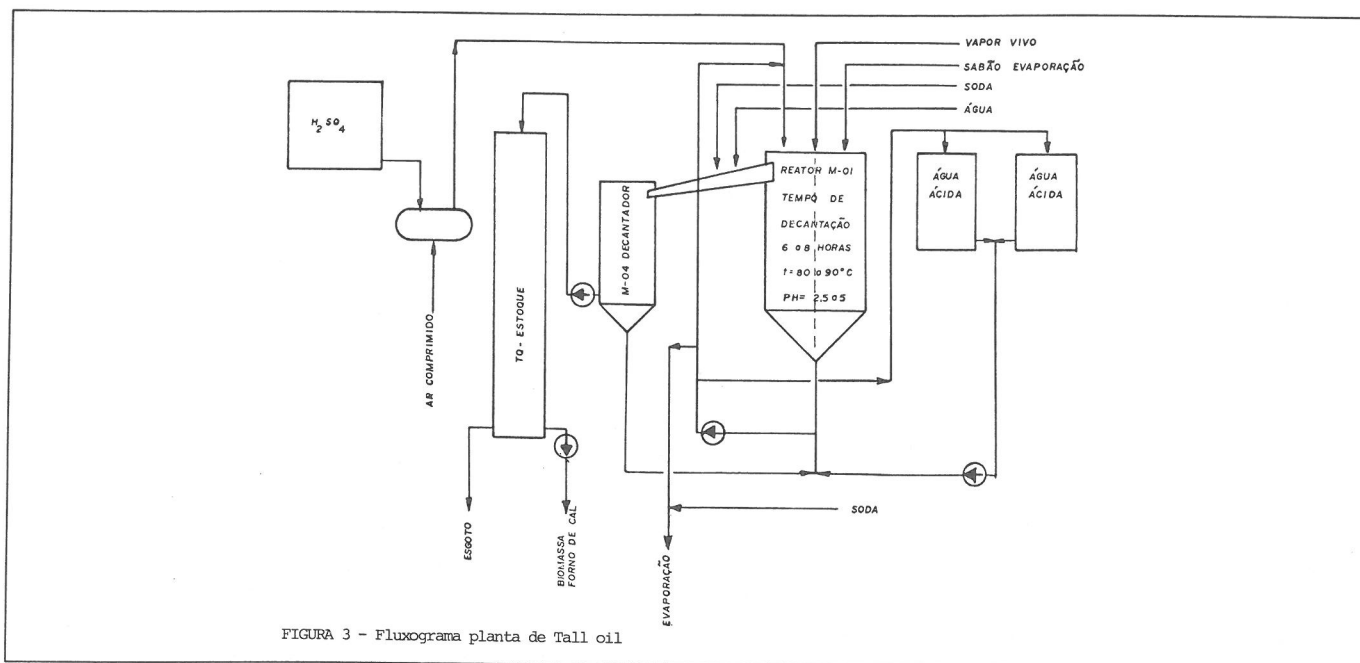 VAPOR VIVO
SABÃO EVAPORAÇÃO
SODA
ÁGUA
H2SO4
REATOR M-01
TEMPO DE
DECANTAÇÃO
6 a 8 HORAS
t=80 a 90°C
PH= 2.5 a 5
ÁGUA
ÁCIDA
ÁGUA
ÁCIDA
M-04 DECANTADOR
TQ-ESTOQUE
AR COMPRIMIDO
ESGOTO
BIOMASSA
FORNO DE CAL
EVAPORAÇÃO
SODA
FIGURA 3 - Fluxograma planta de Tall oil